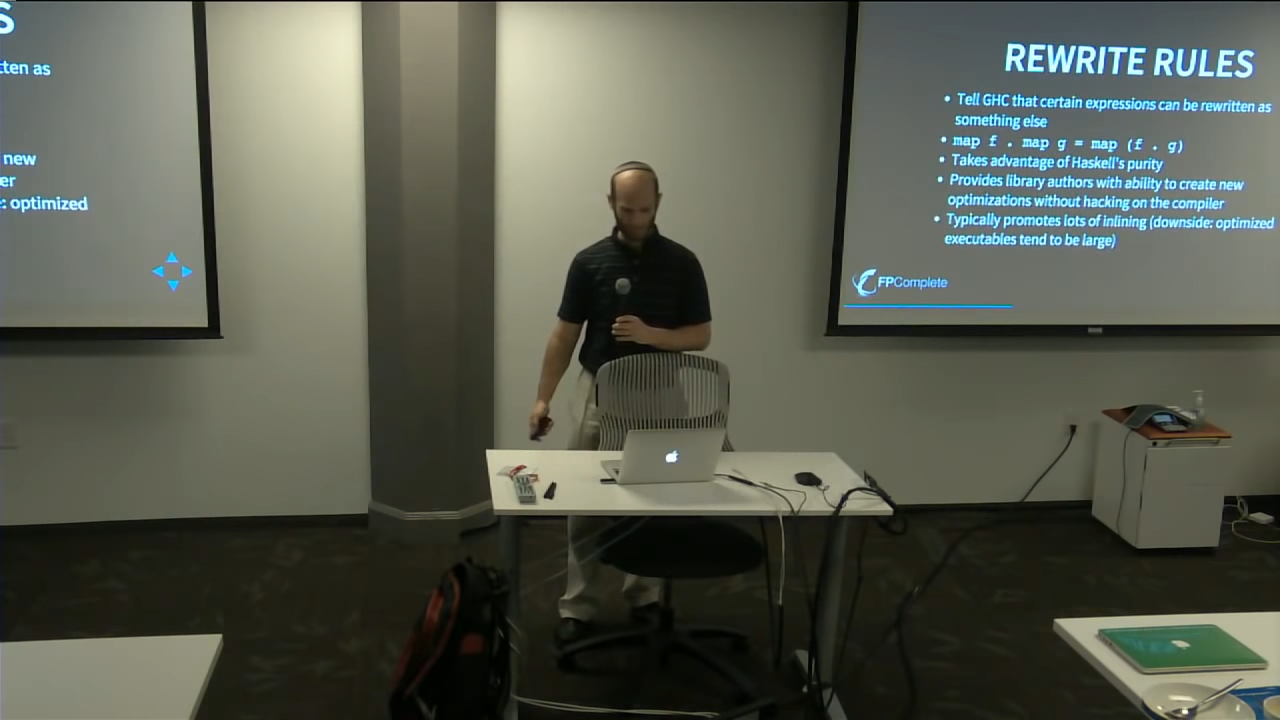 S
tten as
new
er
: optimized
REWRITE RULES
• Tell GHC that certain expressions can be rewritten as
something else
• map f . map g = map (f . g)
• Takes advantage of Haskell's purity
• Provides library authors with ability to create new
optimizations without hacking on the compiler
• Typically promotes lots of inlining (downside: optimized
executables tend to be large)
FPComplete